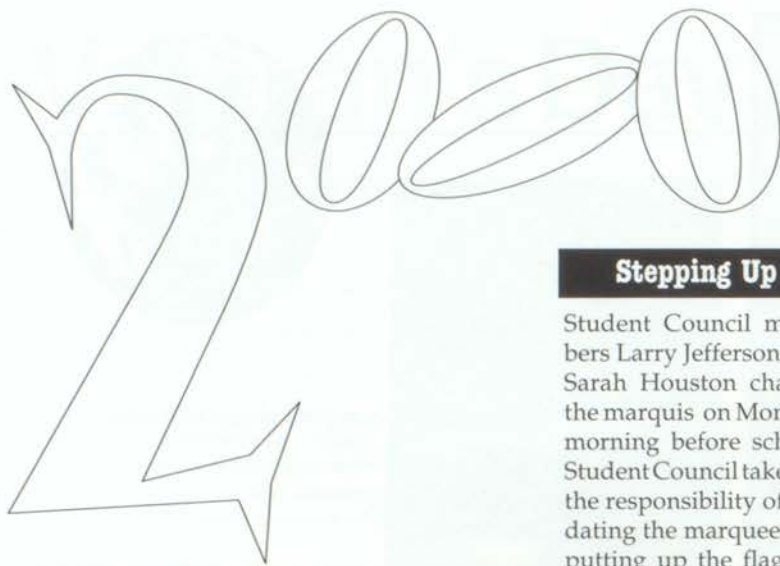 2000
Stepping Up
Student Council m
bers Larry Jefferson
Sarah Houston cha
the marquis on Mon
morning before sch
Student Council take
the responsibility of
dating the marquee
putting up the flag